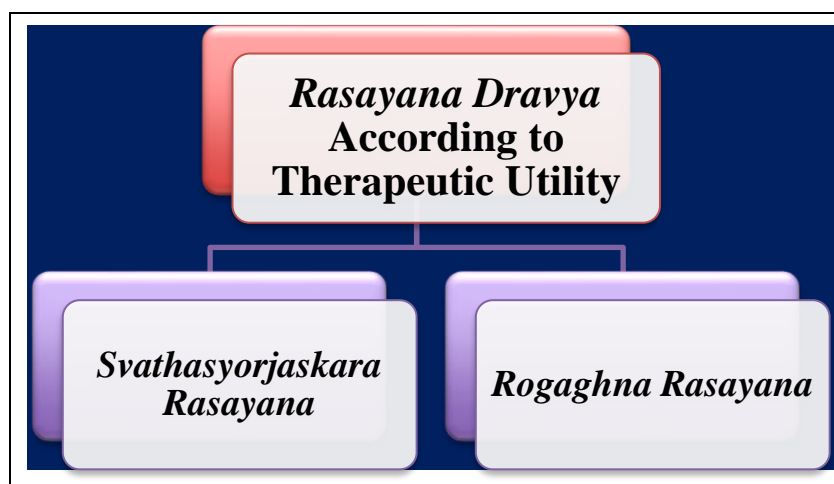 Rasayana Dravya
According to
Therapeutic Utility
Svathasyorjaskara
Rasayana
Rogaghna Rasayana